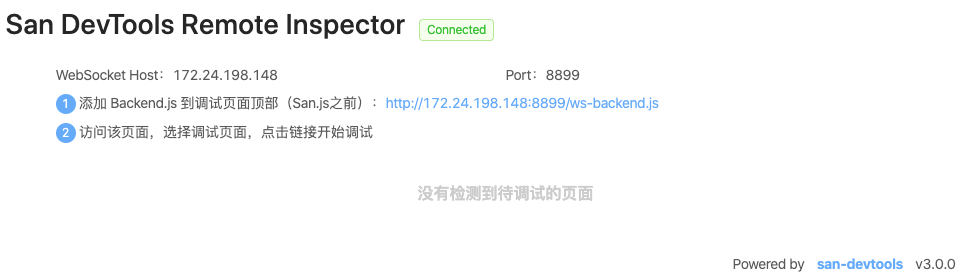 San DevTools Remote Inspector Connected
WebSocket Host：172.24.198.148 Port：8899
1 添加 Backend.js 到调试页面顶部（San.js之前）：http://172.24.198.148:8899/ws-backend.js
2 访问该页面，选择调试页面，点击链接开始调试
没有检测到待调试的页面
Powered by san-devtools v3.0.0